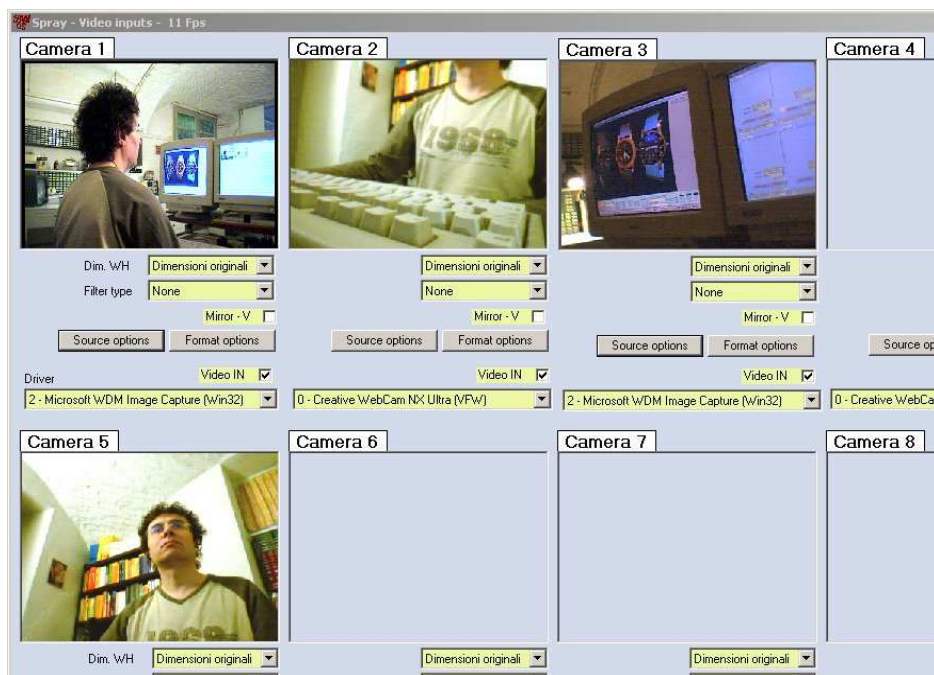 Spray - Video inputs - 11 Fps
Camera 1
Camera 2
Camera 3
Camera 4
1968
Dim. WH
Dimensioni originali
Dimensioni originali
Dimensioni originali
Filter type
None
None
None
Mirror - V
Mirror - V
Mirror - V
Source options
Format options
Source options
Format options
Source options
Format options
Source op
Driver
Video IN
Video IN
Video IN
2 - Microsoft WDM Image Capture (Win32)
0 - Creative WebCam NX Ultra (VFW)
2 - Microsoft WDM Image Capture (Win32)
0 - Creative WebCa
Camera 5
Camera 6
Camera 7
Camera 8
1968
Dim. WH
Dimensioni originali
Dimensioni originali
Dimensioni originali